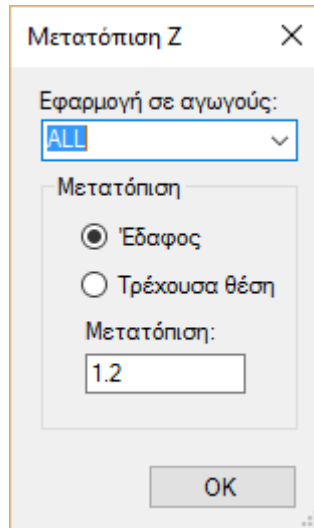 Μετατόπιση Ζ
Εφαρμογή σε αγωγούς:
ALL
Μετατόπιση
Έδαφος
Τρέχουσα θέση
Μετατόπιση:
1.2
OK